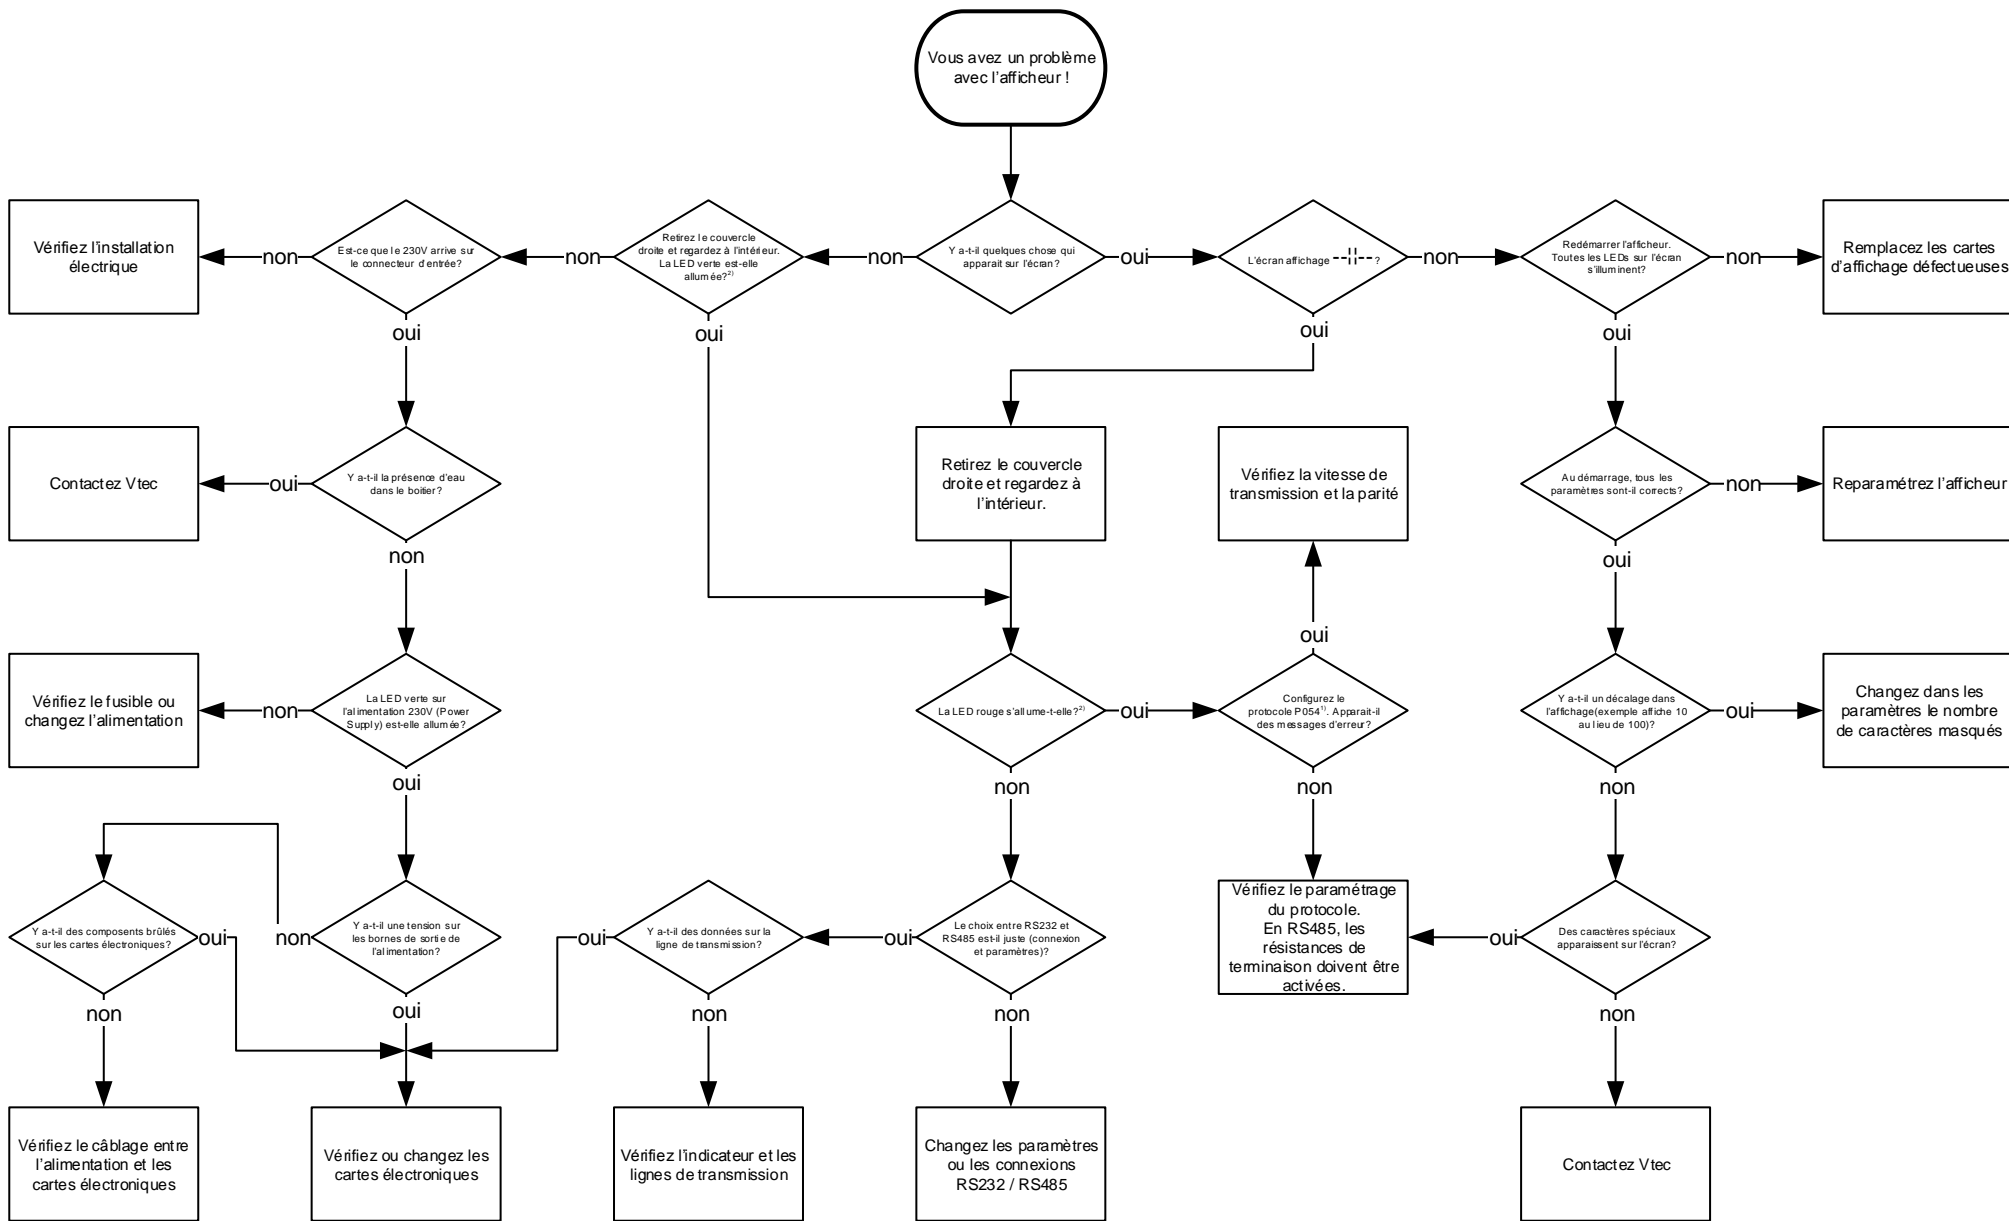 Vous avez un problème
avec l'afficheur !
Vérifiez l'installation
électrique
non
Est-ce que le 230V arrive sur
le connecteur d'entrée?
non
Retirez le couvercle
droite et regardez à l'intérieur.
La LED verte est-elle
allumée?2)
non
Y a-t-il quelques chose qui
apparait sur l'écran?
oui
L'écran affichage --||--?
non
Redémarrer l'afficheur.
Toutes les LEDs sur l'écran
s'illuminent?
non
Remplacez les cartes
d'affichage défectueuses
oui
oui
oui
oui
Contactez Vtec
oui
Y a-t-il la présence d'eau
dans le boitier?
Retirez le couvercle
droite et regardez à
l'intérieur.
Vérifiez la vitesse de
transmission et la parité
Au démarrage, tous les
paramètres sont-il corrects?
non
Reparamétrez l'afficheur
non
oui
oui
Vérifiez le fusible ou
changez l'alimentation
non
La LED verte sur
l'alimentation 230V (Power
Supply) est-elle allumée?
La LED rouge s'allume-t-elle?2)
oui
Configurez le
protocole P0541). Apparait-il
des messages d'erreur?
Y a-t-il un décalage dans
l'affichage(exemple affiche 10
au lieu de 100)?
oui
Changez dans les
paramètres le nombre
de caractères masqués
oui
non
non
non
Y a-t-il des composents brûlés
sur les cartes électroniques?
oui
non
Y a-t-il une tension sur
les bornes de sortie de
l'alimentation?
oui
Y a-t-il des données sur la
ligne de transmission?
oui
Le choix entre RS232 et
RS485 est-il juste (connexion
et paramètres)?
Vérifiez le paramétrage
du protocole.
En RS485, les
résistances de
terminaison doivent être
activées.
oui
Des caractères spéciaux
apparaissent sur l'écran?
non
oui
non
non
non
Vérifiez le câblage entre
l'alimentation et les
cartes électroniques
Vérifiez ou changez les
cartes électroniques
Vérifiez l'indicateur et les
lignes de transmission
Changez les paramètres
ou les connexions
RS232 / RS485
Contactez Vtec